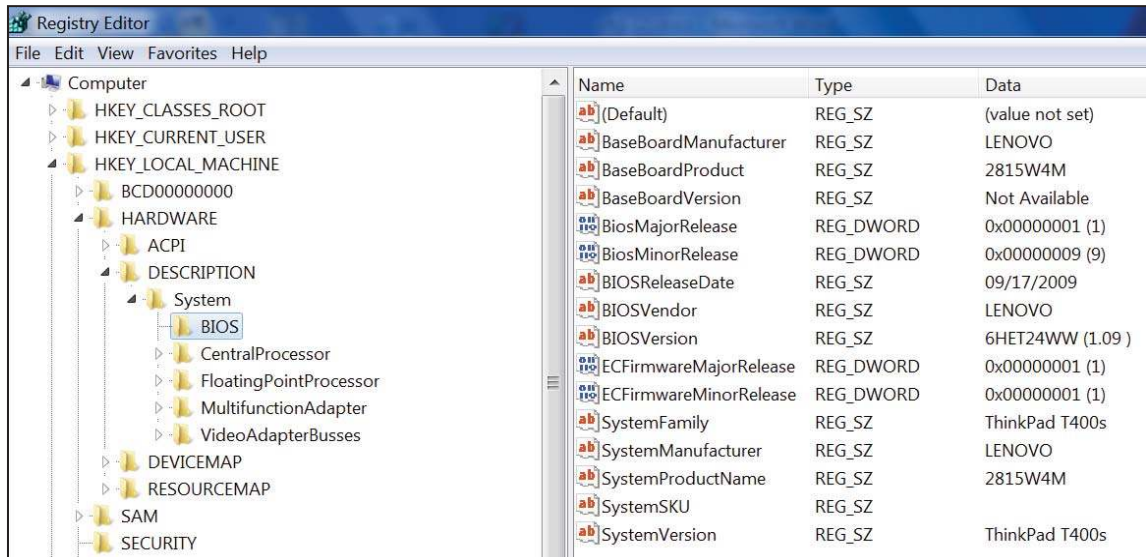 Registry Editor
File Edit View Favorites Help
Computer
HKEY_CLASSES_ROOT
HKEY_CURRENT_USER
HKEY_LOCAL_MACHINE
BCD00000000
HARDWARE
ACPI
DESCRIPTION
System
BIOS
CentralProcessor
FloatingPointProcessor
MultifunctionAdapter
VideoAdapterBusses
DEVICEMAP
RESOURCEMAP
SAM
SECURITY
Name Type Data
(Default) REG_SZ (value not set)
BaseBoardManufacturer REG_SZ LENOVO
BaseBoardProduct REG_SZ 2815W4M
BaseBoardVersion REG_SZ Not Available
BiosMajorRelease REG_DWORD 0x00000001 (1)
BiosMinorRelease REG_DWORD 0x00000009 (9)
BIOSReleaseDate REG_SZ 09/17/2009
BIOSVendor REG_SZ LENOVO
BIOSVersion REG_SZ 6HET24WW (1.09 )
ECFirmwareMajorRelease REG_DWORD 0x00000001 (1)
ECFirmwareMinorRelease REG_DWORD 0x00000001 (1)
SystemFamily REG_SZ ThinkPad T400s
SystemManufacturer REG_SZ LENOVO
SystemProductName REG_SZ 2815W4M
SystemSKU REG_SZ
SystemVersion REG_SZ ThinkPad T400s